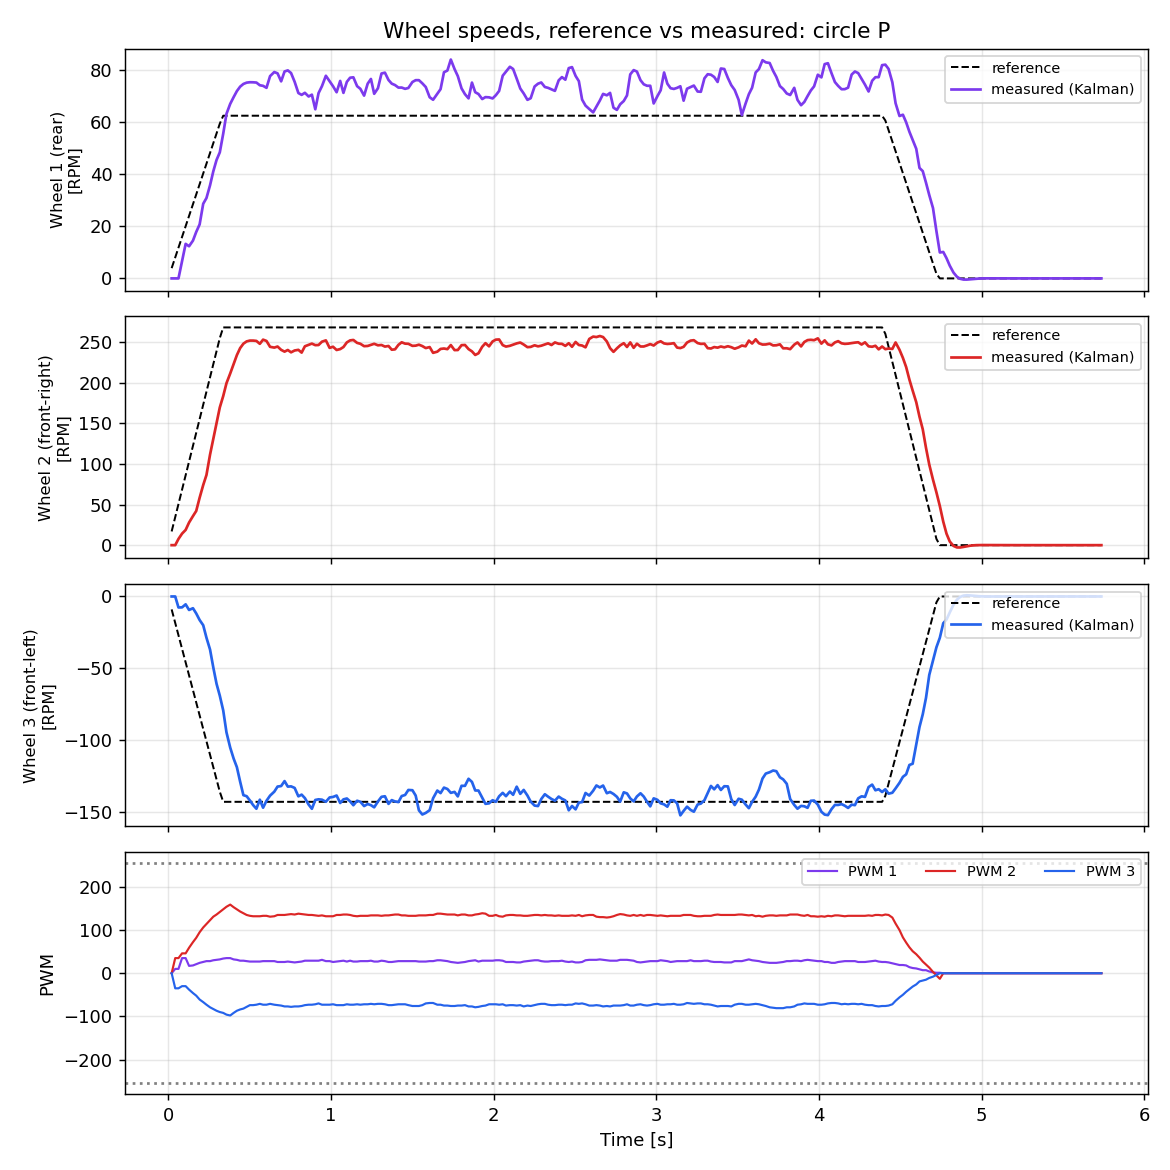 Wheel speeds, reference vs measured: circle P
Wheel 1 (rear)
[RPM]
80
60
40
20
0
reference
measured (Kalman)
Wheel 2 (front-right)
[RPM]
250
200
150
100
50
0
reference
measured (Kalman)
Wheel 3 (front-left)
[RPM]
0
−50
−100
−150
reference
measured (Kalman)
PWM
200
100
0
−100
−200
PWM 1 PWM 2 PWM 3
0 1 2 3 4 5 6
Time [s]